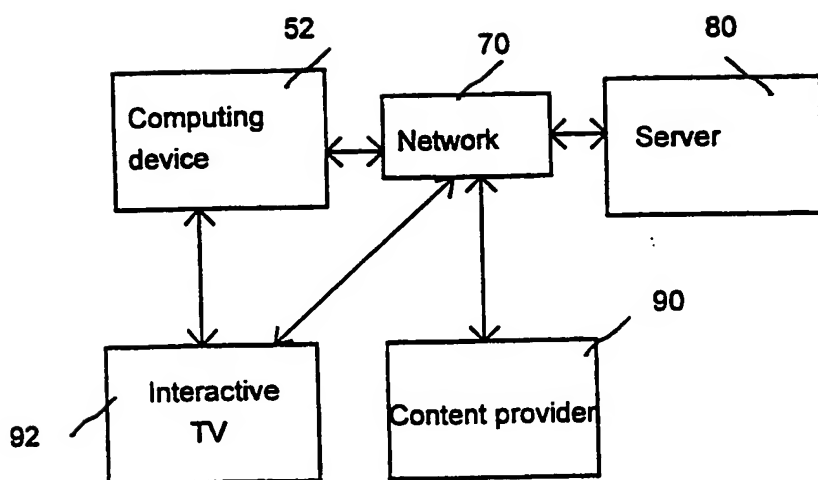 52
70
80
Computing
device
Network
Server
90
Interactive
TV
Content provider
92